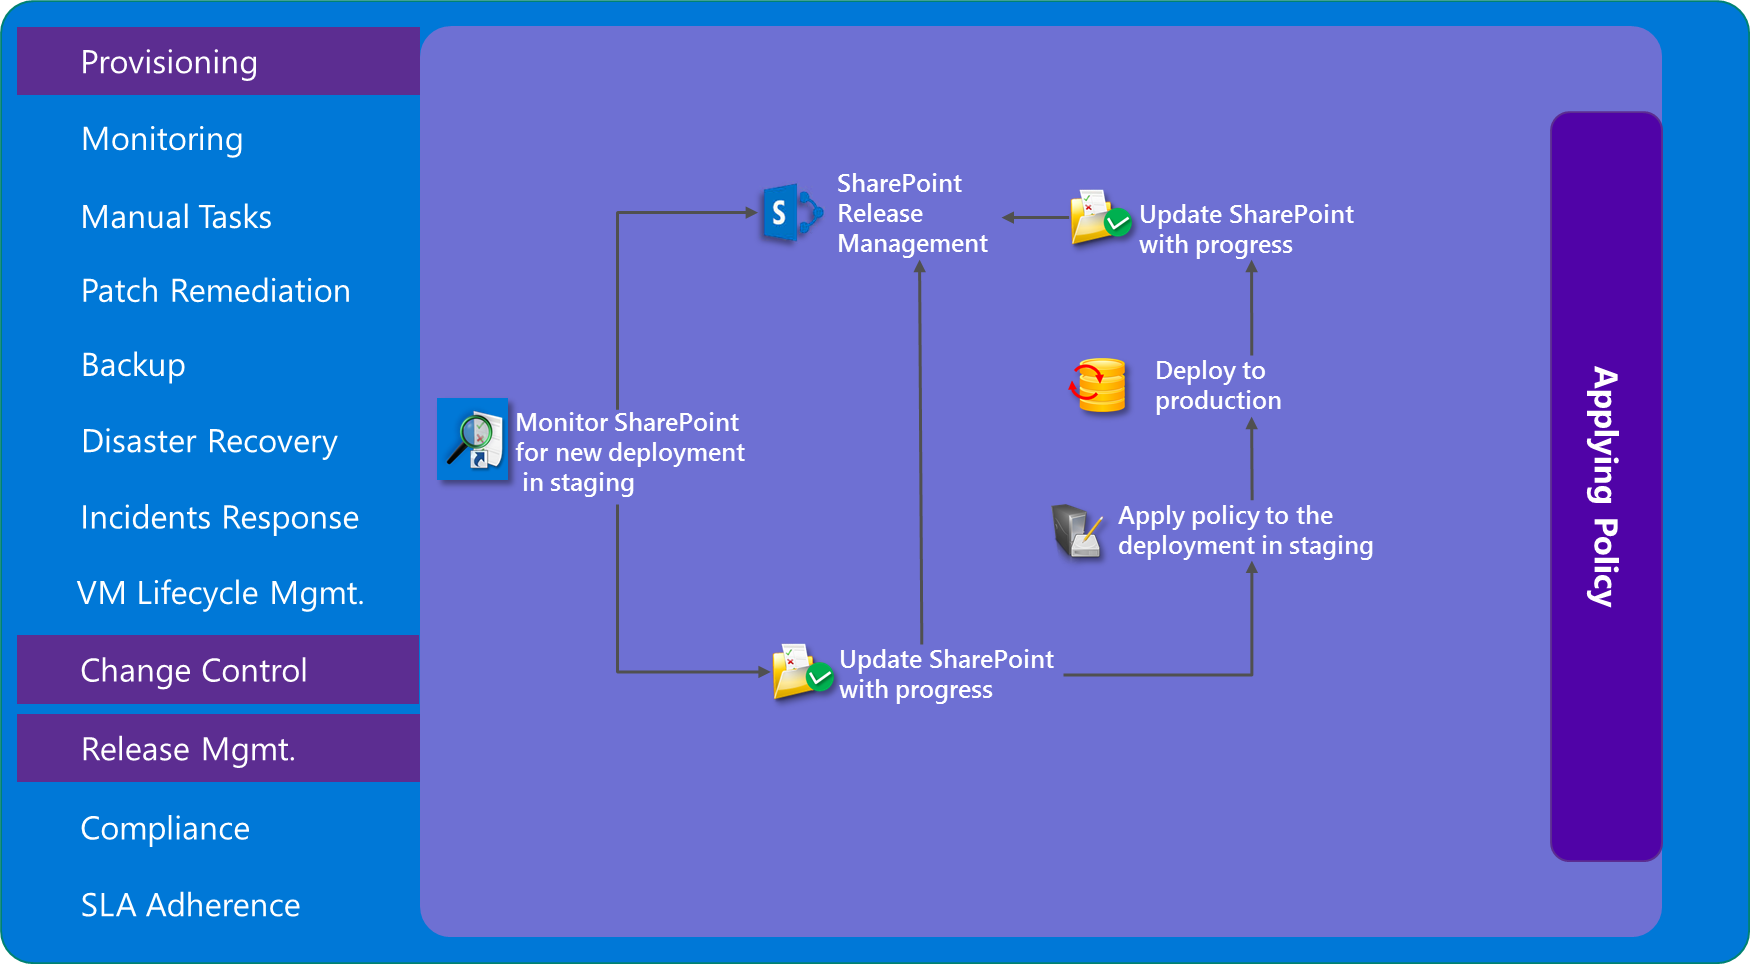 Provisioning
Monitoring
Manual Tasks
Patch Remediation
Backup
Disaster Recovery
Incidents Response
VM Lifecycle Mgmt.
Change Control
Release Mgmt.
Compliance
SLA Adherence
S
SharePoint
Release
Management
Update SharePoint
with progress
Monitor SharePoint
for new deployment
in staging
Deploy to
production
Apply policy to the
deployment in staging
Update SharePoint
with progress
Applying Policy